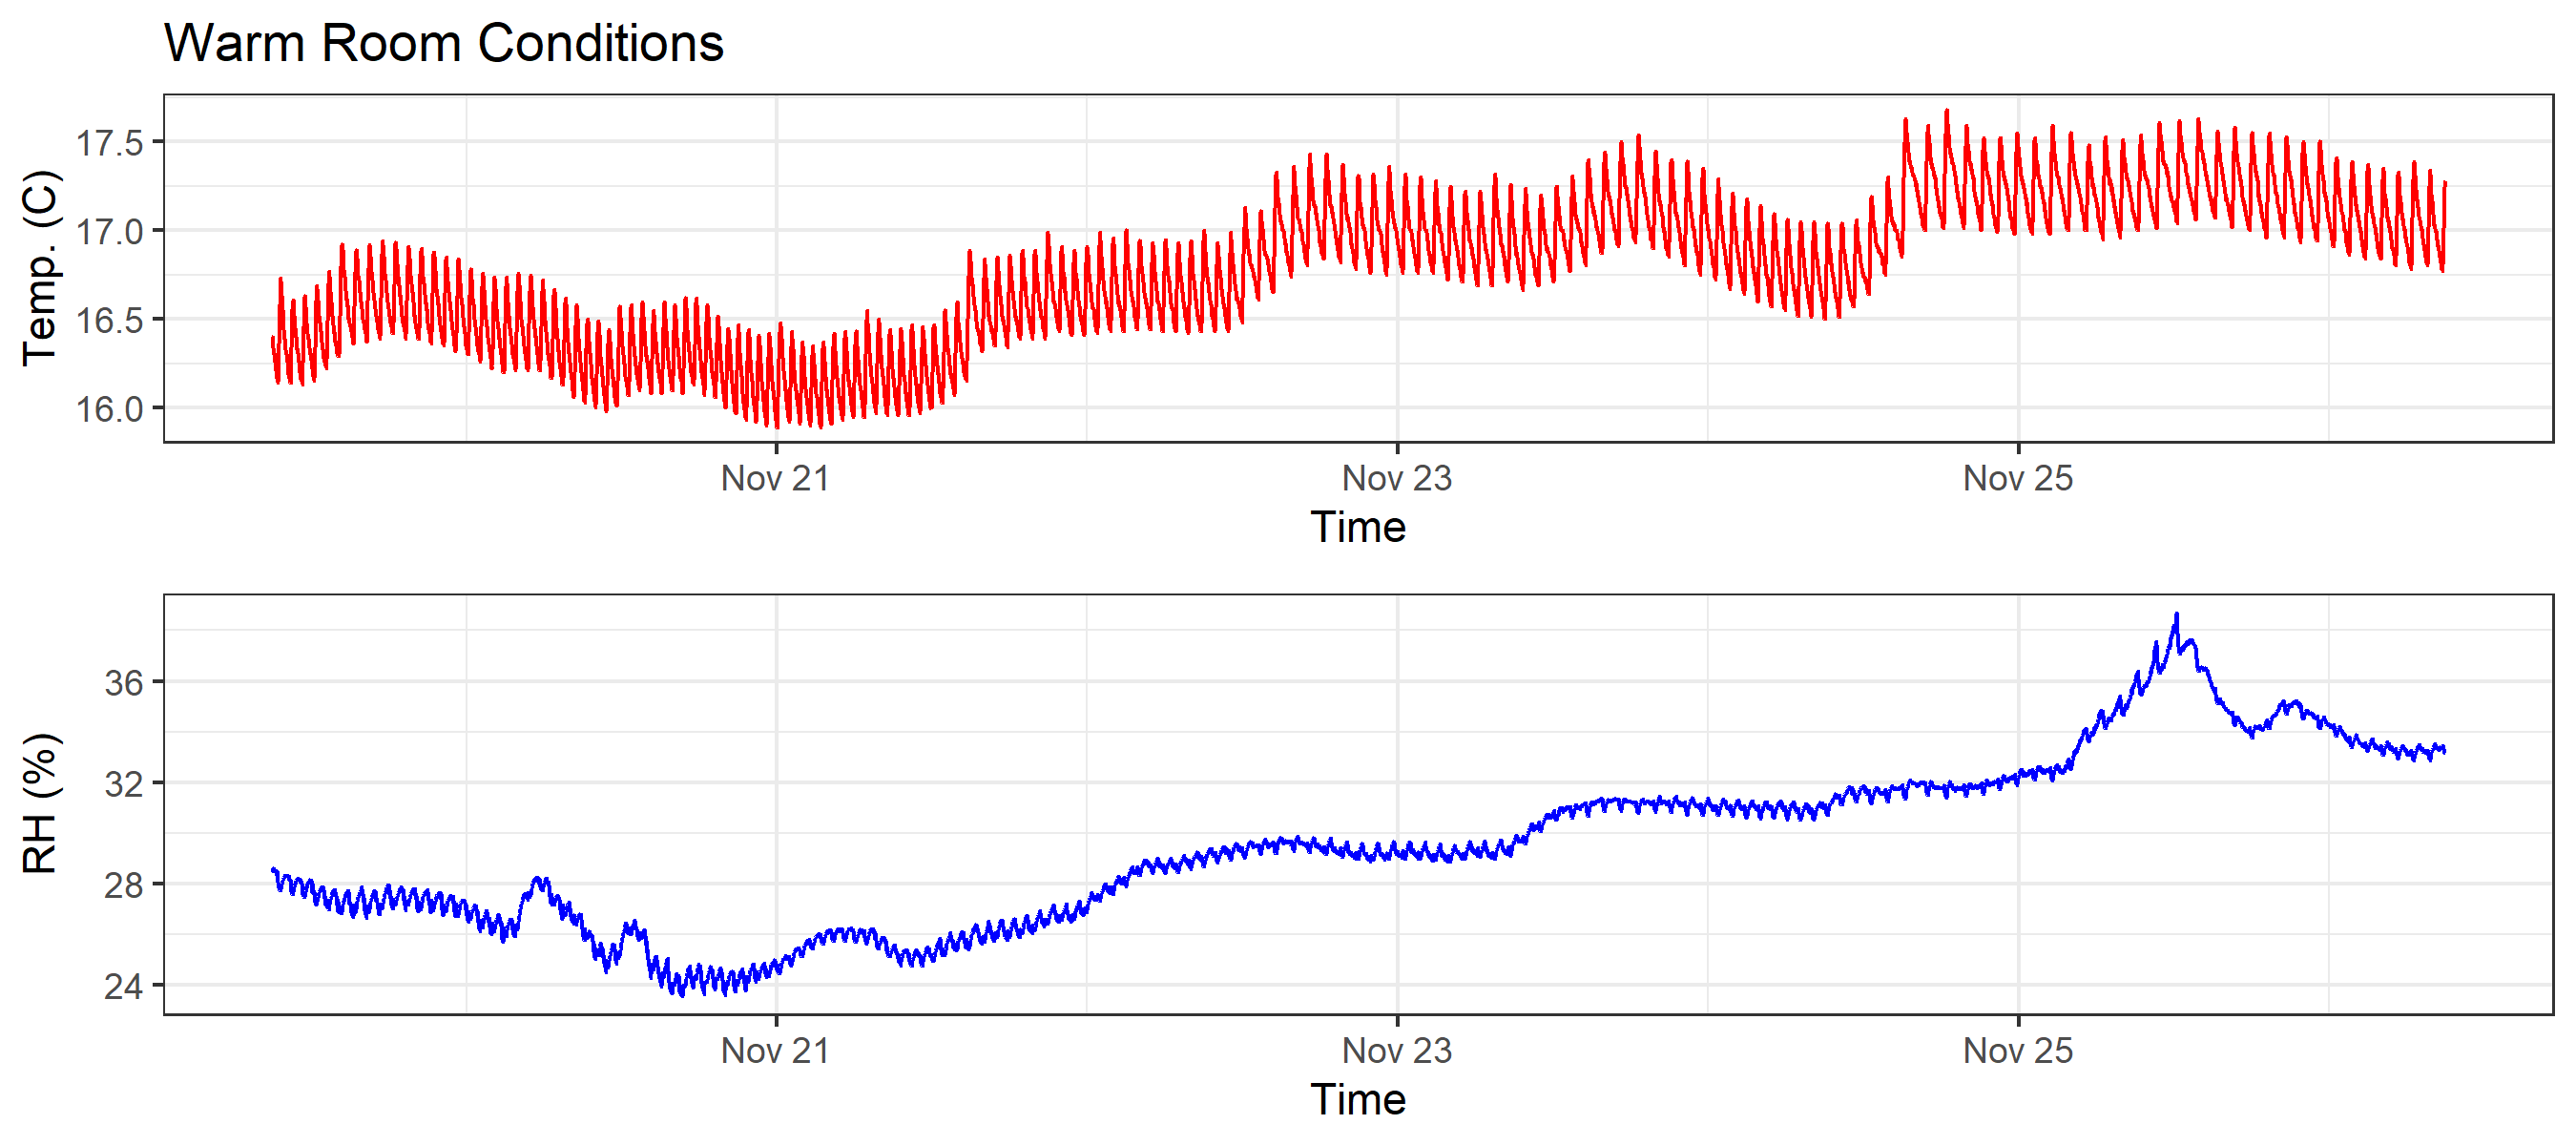 Warm Room Conditions
17.5
17.0
16.5
16.0
Temp. (C)
Nov 21 Nov 23 Nov 25
Time
36
32
28
24
RH (%)
Nov 21 Nov 23 Nov 25
Time